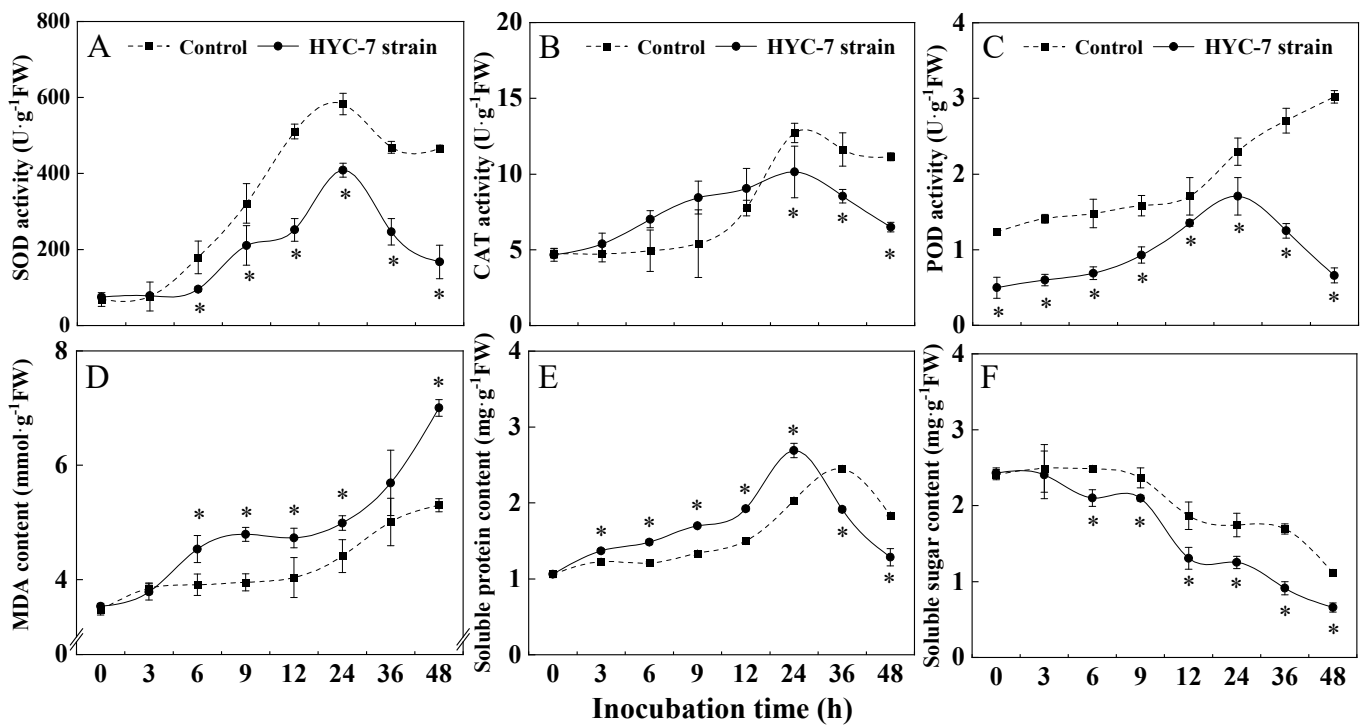 A
Control
HYC-7 strain
SOD activity (U·g⁻¹FW)
800
600
400
200
0
*
*
*
*
*
*
B
Control
HYC-7 strain
CAT activity (U·g⁻¹FW)
20
15
10
5
0
*
*
*
C
Control
HYC-7 strain
POD activity (U·g⁻¹FW)
4
3
2
1
0
*
*
*
*
*
*
*
*
D
MDA content (mmol·g⁻¹FW)
8
6
4
0
*
*
*
*
*
0 3 6 9 12 24 36 48
E
Soluble protein content (mg·g⁻¹FW)
4
3
2
1
0
*
*
*
*
*
*
*
0 3 6 9 12 24 36 48
F
Soluble sugar content (mg·g⁻¹FW)
4
3
2
1
0
*
*
*
*
*
*
0 3 6 9 12 24 36 48
Inocubation time (h)